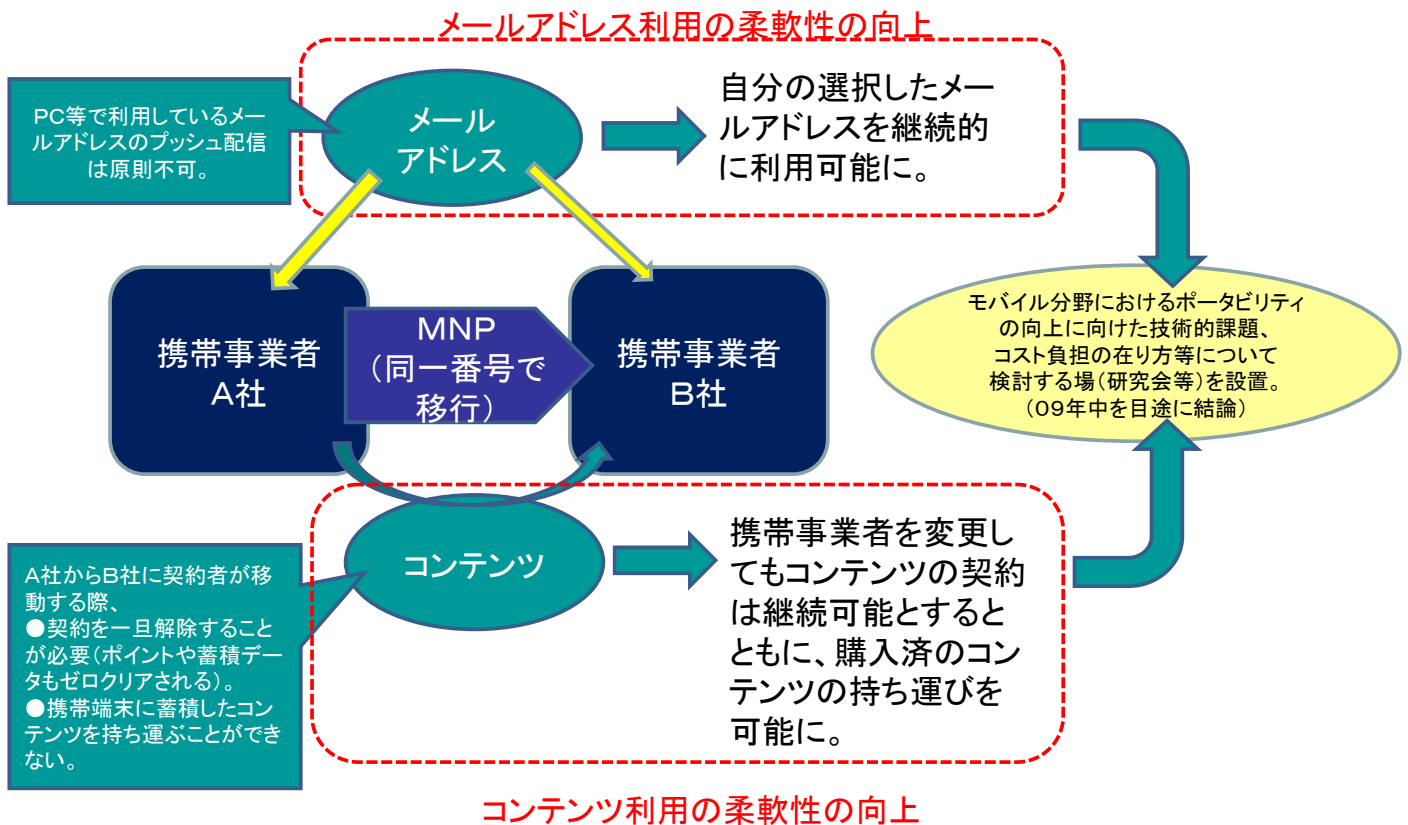 メールアドレス利用の柔軟性の向上
PC等で利用しているメー
ルアドレスのプッシュ配信
は原則不可。
メール
アドレス
自分の選択したメー
ルアドレスを継続的
に利用可能に。
携帯事業者
A社
MNP
（同一番号で
移行）
携帯事業者
B社
モバイル分野におけるポータビリティ
の向上に向けた技術的課題、
コスト負担の在り方等について
検討する場（研究会等）を設置。
（09年中を目途に結論）
A社からB社に契約者が移
動する際、
●契約を一旦解除すること
が必要（ポイントや蓄積デー
タもゼロクリアされる）。
●携帯端末に蓄積したコン
テンツを持ち運ぶことができ
ない。
コンテンツ
携帯事業者を変更し
てもコンテンツの契約
は継続可能とすると
ともに、購入済のコン
テンツの持ち運びを
可能に。
コンテンツ利用の柔軟性の向上